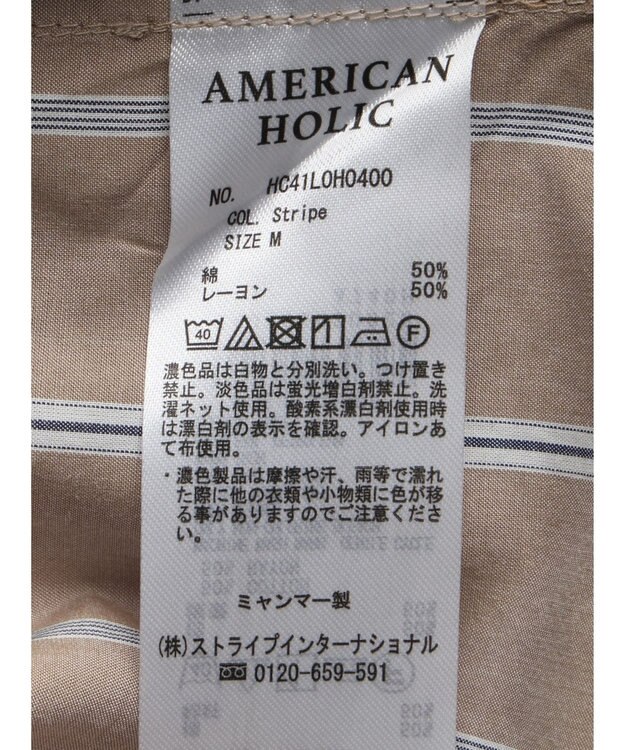 AMERICAN
HOLIC
NO. HC41L0H0400
COL. Stripe
SIZE M
綿 50%
レーヨン 50%
40 F
濃色品は白物と分別洗い。つけ置き
禁止。淡色品は蛍光増白剤禁止。洗
濯ネット使用。酸素系漂白剤使用時
は漂白剤の表示を確認。アイロンあ
て布使用。
・濃色製品は摩擦や汗、雨等で濡れ
た際に他の衣類や小物類に色が移
る事がありますのでご注意くださ
い。
ミャンマー製
(株)ストライプインターナショナル
0120-659-591